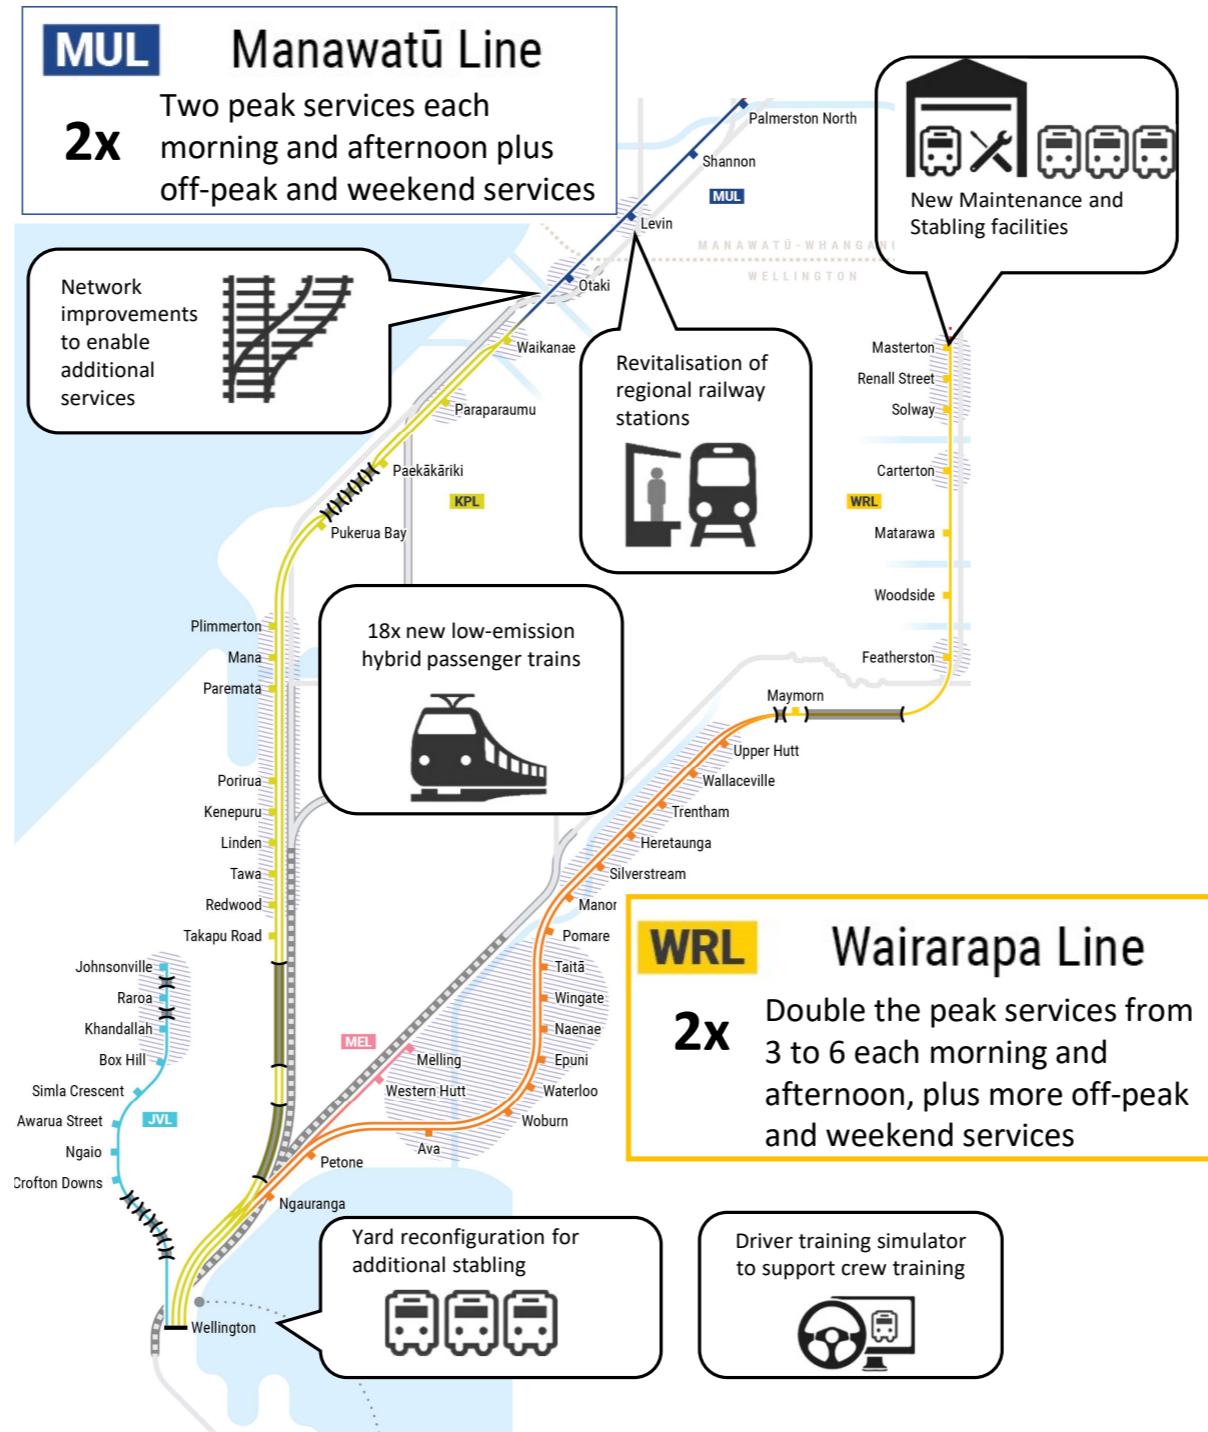 MUL Manawatū Line
2x
Two peak services each
morning and afternoon plus
off-peak and weekend services
Palmerston North
Shannon
MUL
Levin
MANAWATŪ-WHANGANUI
WELLINGTON
Otaki
New Maintenance and
Stabling facilities
Network
improvements
to enable
additional
services
Waikanae
Paraparaumu
Paekākāriki
KPL
Pukerua Bay
Revitalisation of
regional railway
stations
Masterton
Renall Street
Solway
Carterton
WRL
Matarawa
Woodside
Featherston
Maymorn
Plimmerton
Mana
Paremata
18x new low-emission
hybrid passenger trains
Porirua
Kenepuru
Linden
Tawa
Redwood
Takapu Road
Upper Hutt
Wallaceville
Trentham
Heretaunga
Silverstream
Manor
Pomare
Taitā
Wingate
Naenae
Epuni
Waterloo
Woburn
Ava
MEL
Melling
Western Hutt
Petone
Ngauranga
Johnsonville
Raroa
Khandallah
Box Hill
Simla Crescent
Awarua Street
JVL
Ngaio
Crofton Downs
Wellington
WRL Wairarapa Line
2x
Double the peak services from
3 to 6 each morning and
afternoon, plus more off-peak
and weekend services
Yard reconfiguration for
additional stabling
Driver training simulator
to support crew training